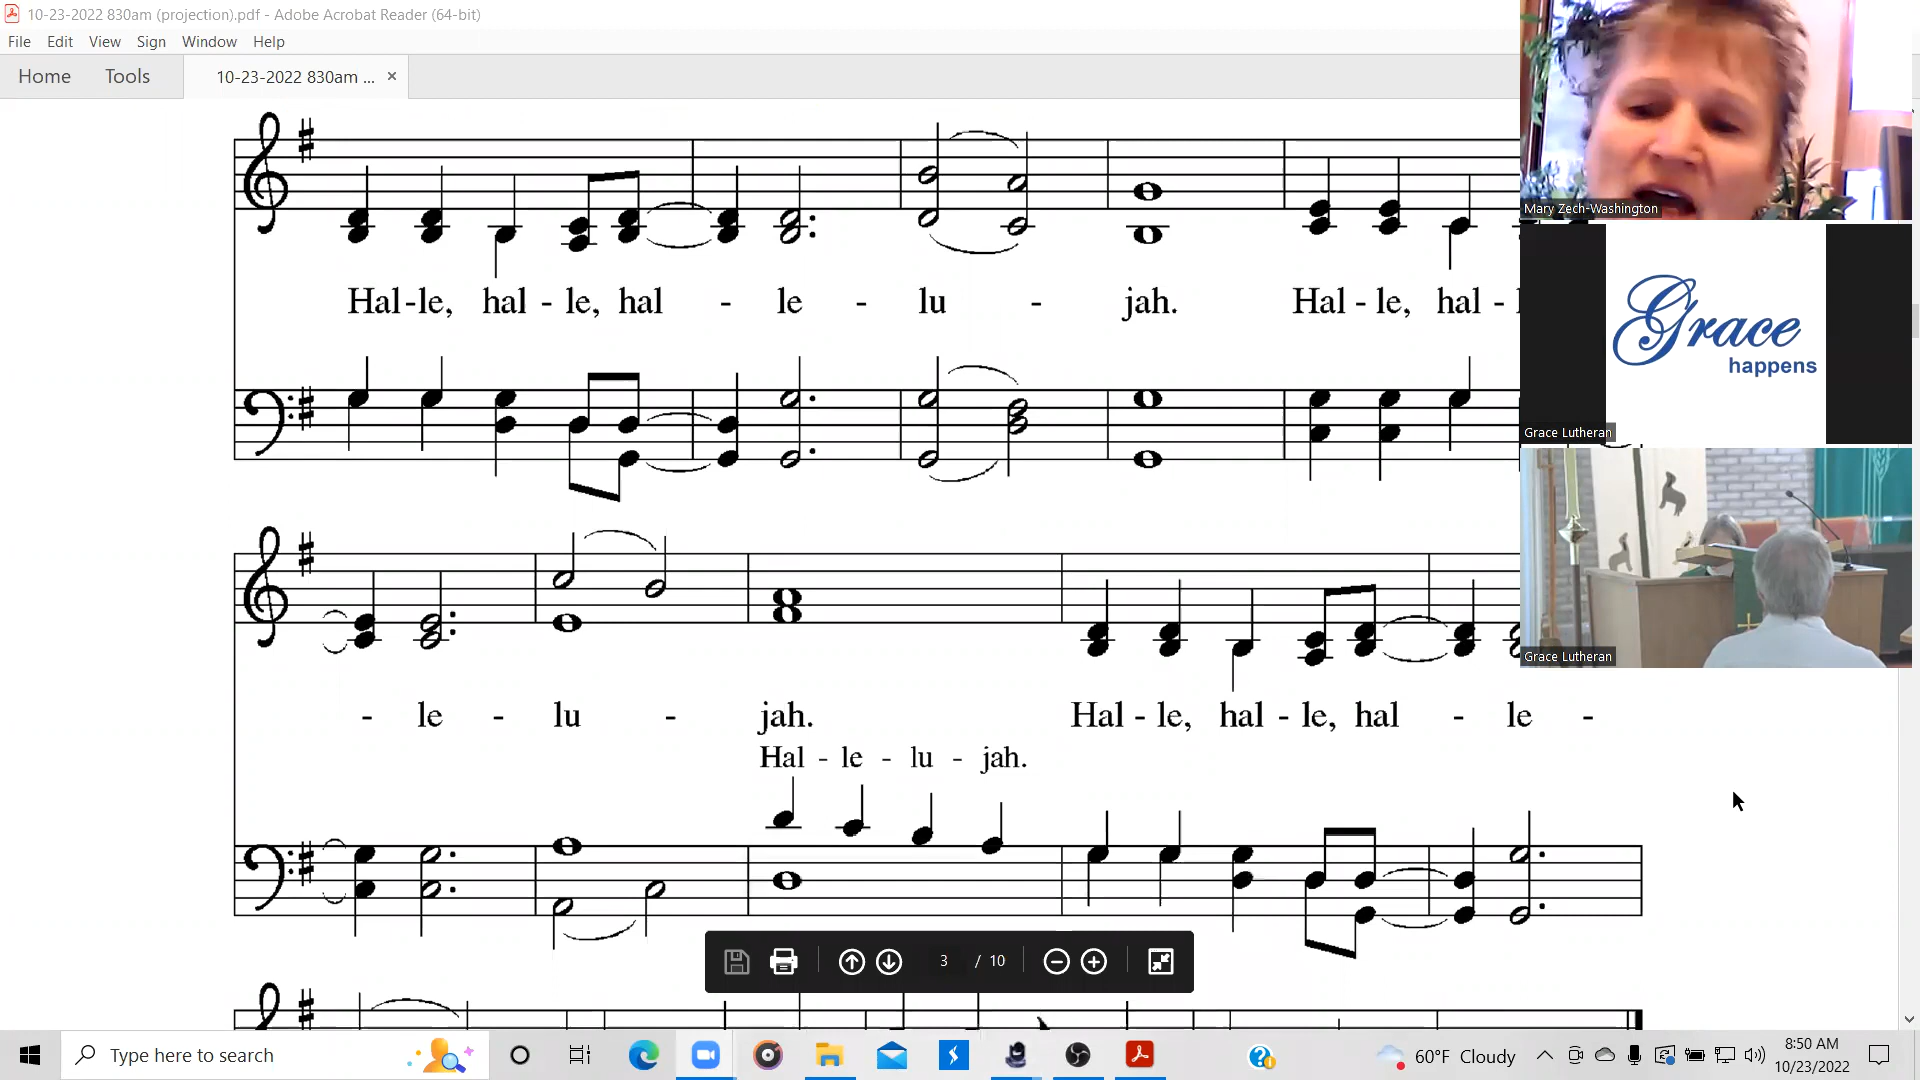 10-23-2022 830am (projection).pdf - Adobe Acrobat Reader (64-bit)
File Edit View Sign Window Help
Home Tools 10-23-2022 830am ... ×
Mary Zech-Washington
Hal-le, hal - le, hal - le - lu - jah. Hal - le, hal -
Grace
happens
Grace Lutheran
Grace Lutheran
- le - lu - jah. Hal - le, hal - le, hal - le -
Hal - le - lu - jah.
3 / 10
Type here to search
60°F Cloudy
8:50 AM
10/23/2022